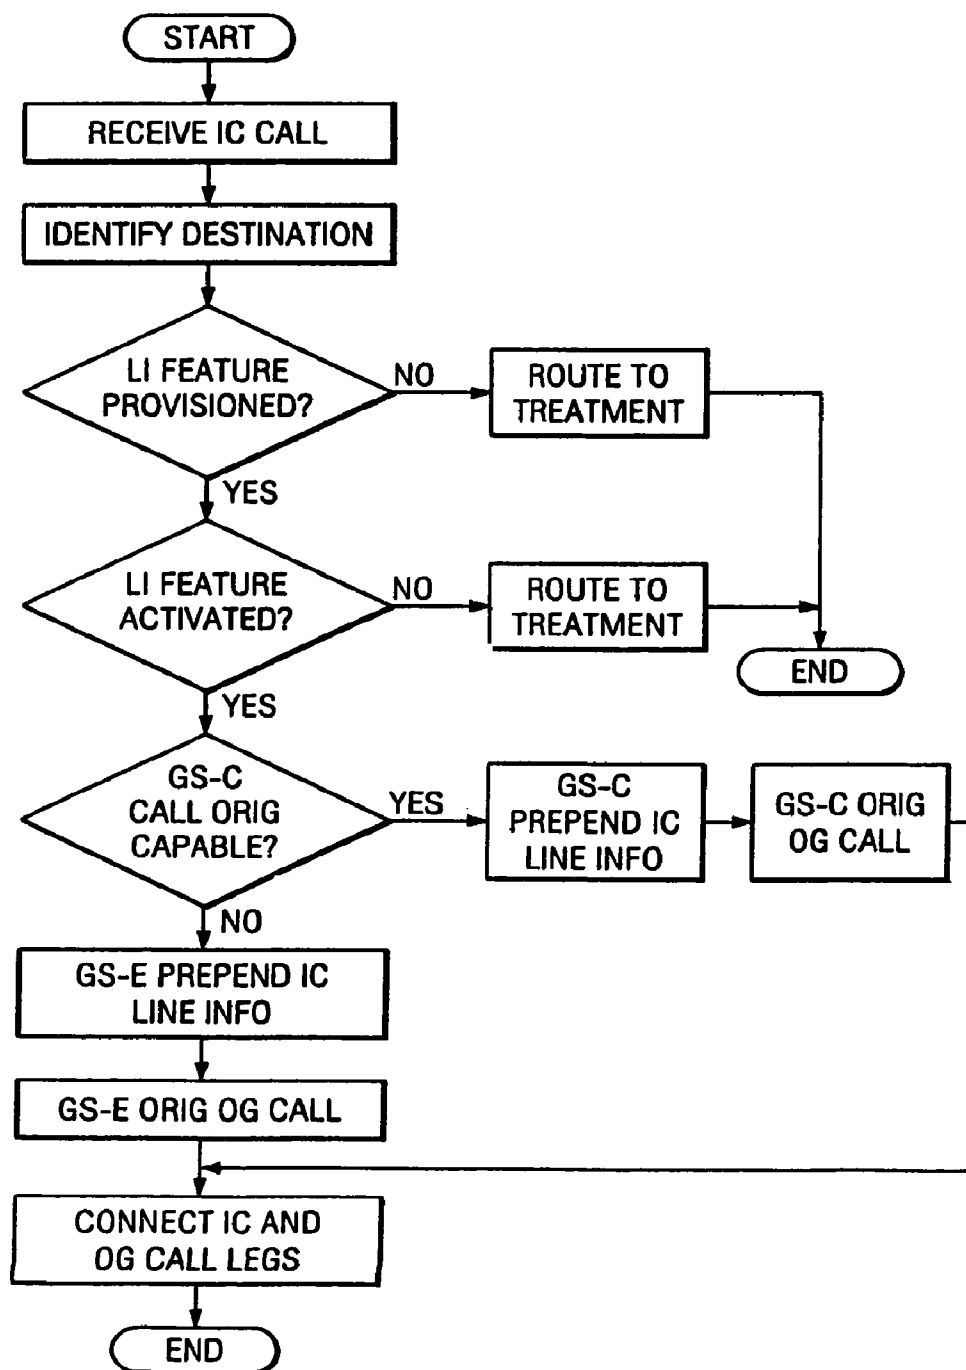 START
RECEIVE IC CALL
IDENTIFY DESTINATION
LI FEATURE
PROVISIONED?
NO
ROUTE TO
TREATMENT
YES
LI FEATURE
ACTIVATED?
NO
ROUTE TO
TREATMENT
END
YES
GS-C
CALL ORIG
CAPABLE?
YES
GS-C
PREPEND IC
LINE INFO
GS-C ORIG
OG CALL
NO
GS-E PREPEND IC
LINE INFO
GS-E ORIG OG CALL
CONNECT IC AND
OG CALL LEGS
END